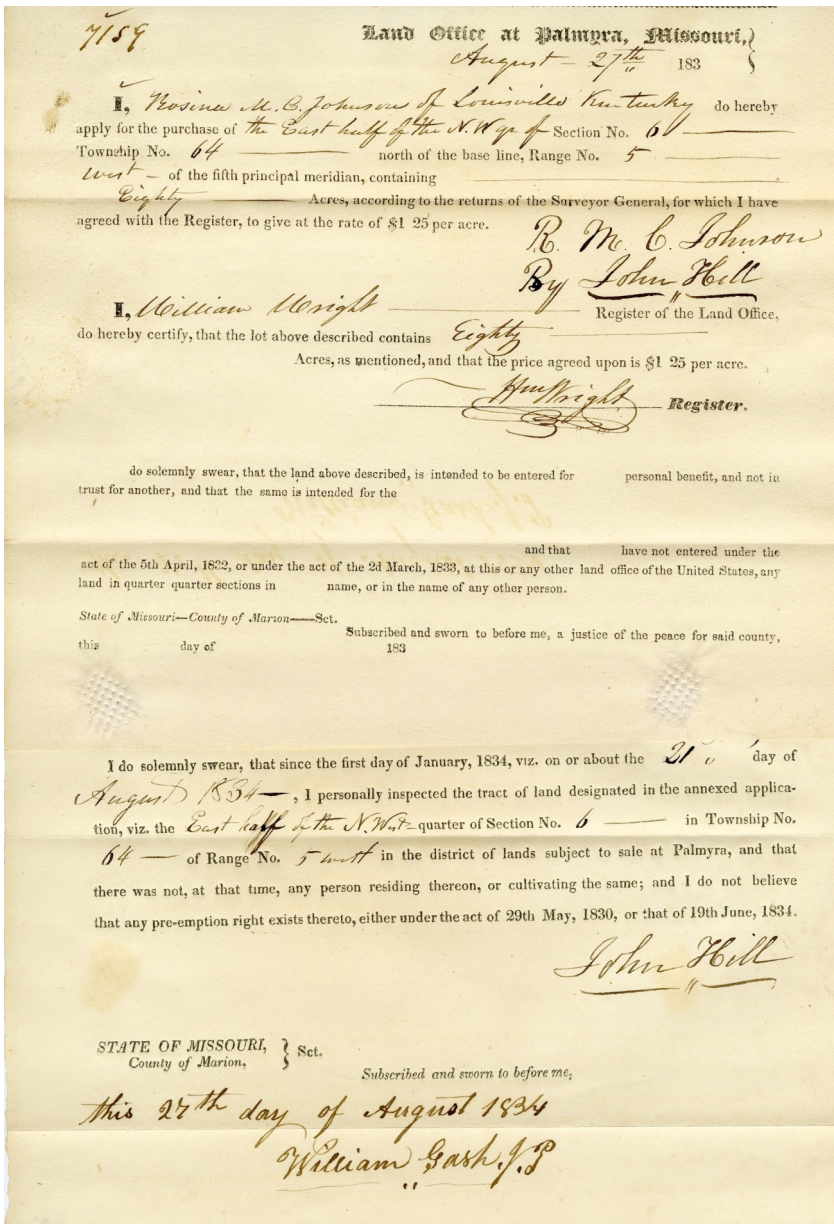 7159
Land Office at Palmyra, Missouri,
August 27th 183
I, Rosina M. C. Johnson of Louisville Kentucky do hereby
apply for the purchase of the East half of the N. W qr of Section No. 6
Township No. 64 north of the base line, Range No. 5
west of the fifth principal meridian, containing
Eighty Acres, according to the returns of the Surveyor General, for which I have
agreed with the Register, to give at the rate of $1 25 per acre.
R. M. C. Johnson
By John Hill
I, William Wright Register of the Land Office,
do hereby certify, that the lot above described contains Eighty
Acres, as mentioned, and that the price agreed upon is $1 25 per acre.
Wm Wright Register.
do solemnly swear, that the land above described, is intended to be entered for personal benefit, and not in
trust for another, and that the same is intended for the
and that have not entered under the
act of the 5th April, 1832, or under the act of the 2d March, 1833, at this or any other land office of the United States, any
land in quarter quarter sections in name, or in the name of any other person.
State of Missouri—County of Marion—Sct.
Subscribed and sworn to before me, a justice of the peace for said county,
this day of 183
I do solemnly swear, that since the first day of January, 1834, viz. on or about the 21 day of
August 1834, I personally inspected the tract of land designated in the annexed applica-
tion, viz. the East half of the N. West quarter of Section No. 6 in Township No.
64 of Range No. 5 west in the district of lands subject to sale at Palmyra, and that
there was not, at that time, any person residing thereon, or cultivating the same; and I do not believe
that any pre-emption right exists thereto, either under the act of 29th May, 1830, or that of 19th June, 1834.
John Hill
STATE OF MISSOURI,
County of Marion, } Sct.
Subscribed and sworn to before me,
this 27th day of August 1834
William Gash J. P